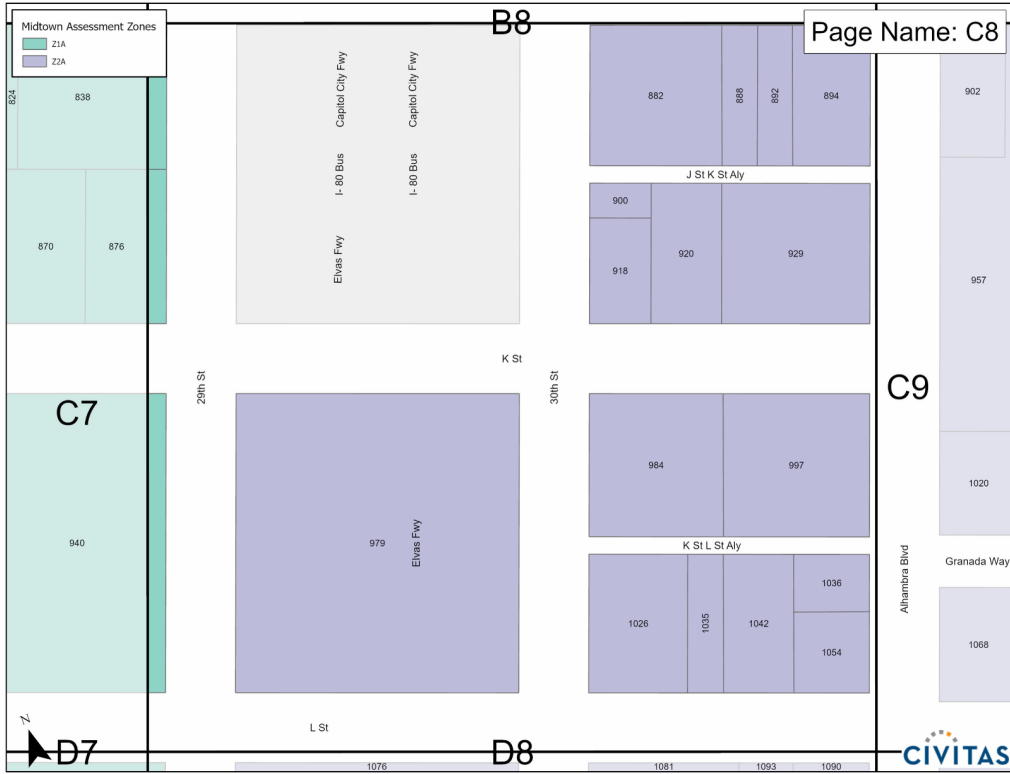 B8
Page Name: C8
Midtown Assessment Zones
Z1A
Z2A
824
838
Capitol City Fwy
Capitol City Fwy
882
888
892
894
902
I- 80 Bus
I- 80 Bus
J St K St Aly
870
876
Elvas Fwy
900
918
920
929
957
K St
29th St
30th St
C7
C9
984
997
1020
940
979
Elvas Fwy
K St L St Aly
Alhambra Blvd
Granada Way
1026
1035
1042
1036
1054
1068
N
L St
D7
D8
CIVITAS
1076
1081
1093
1090